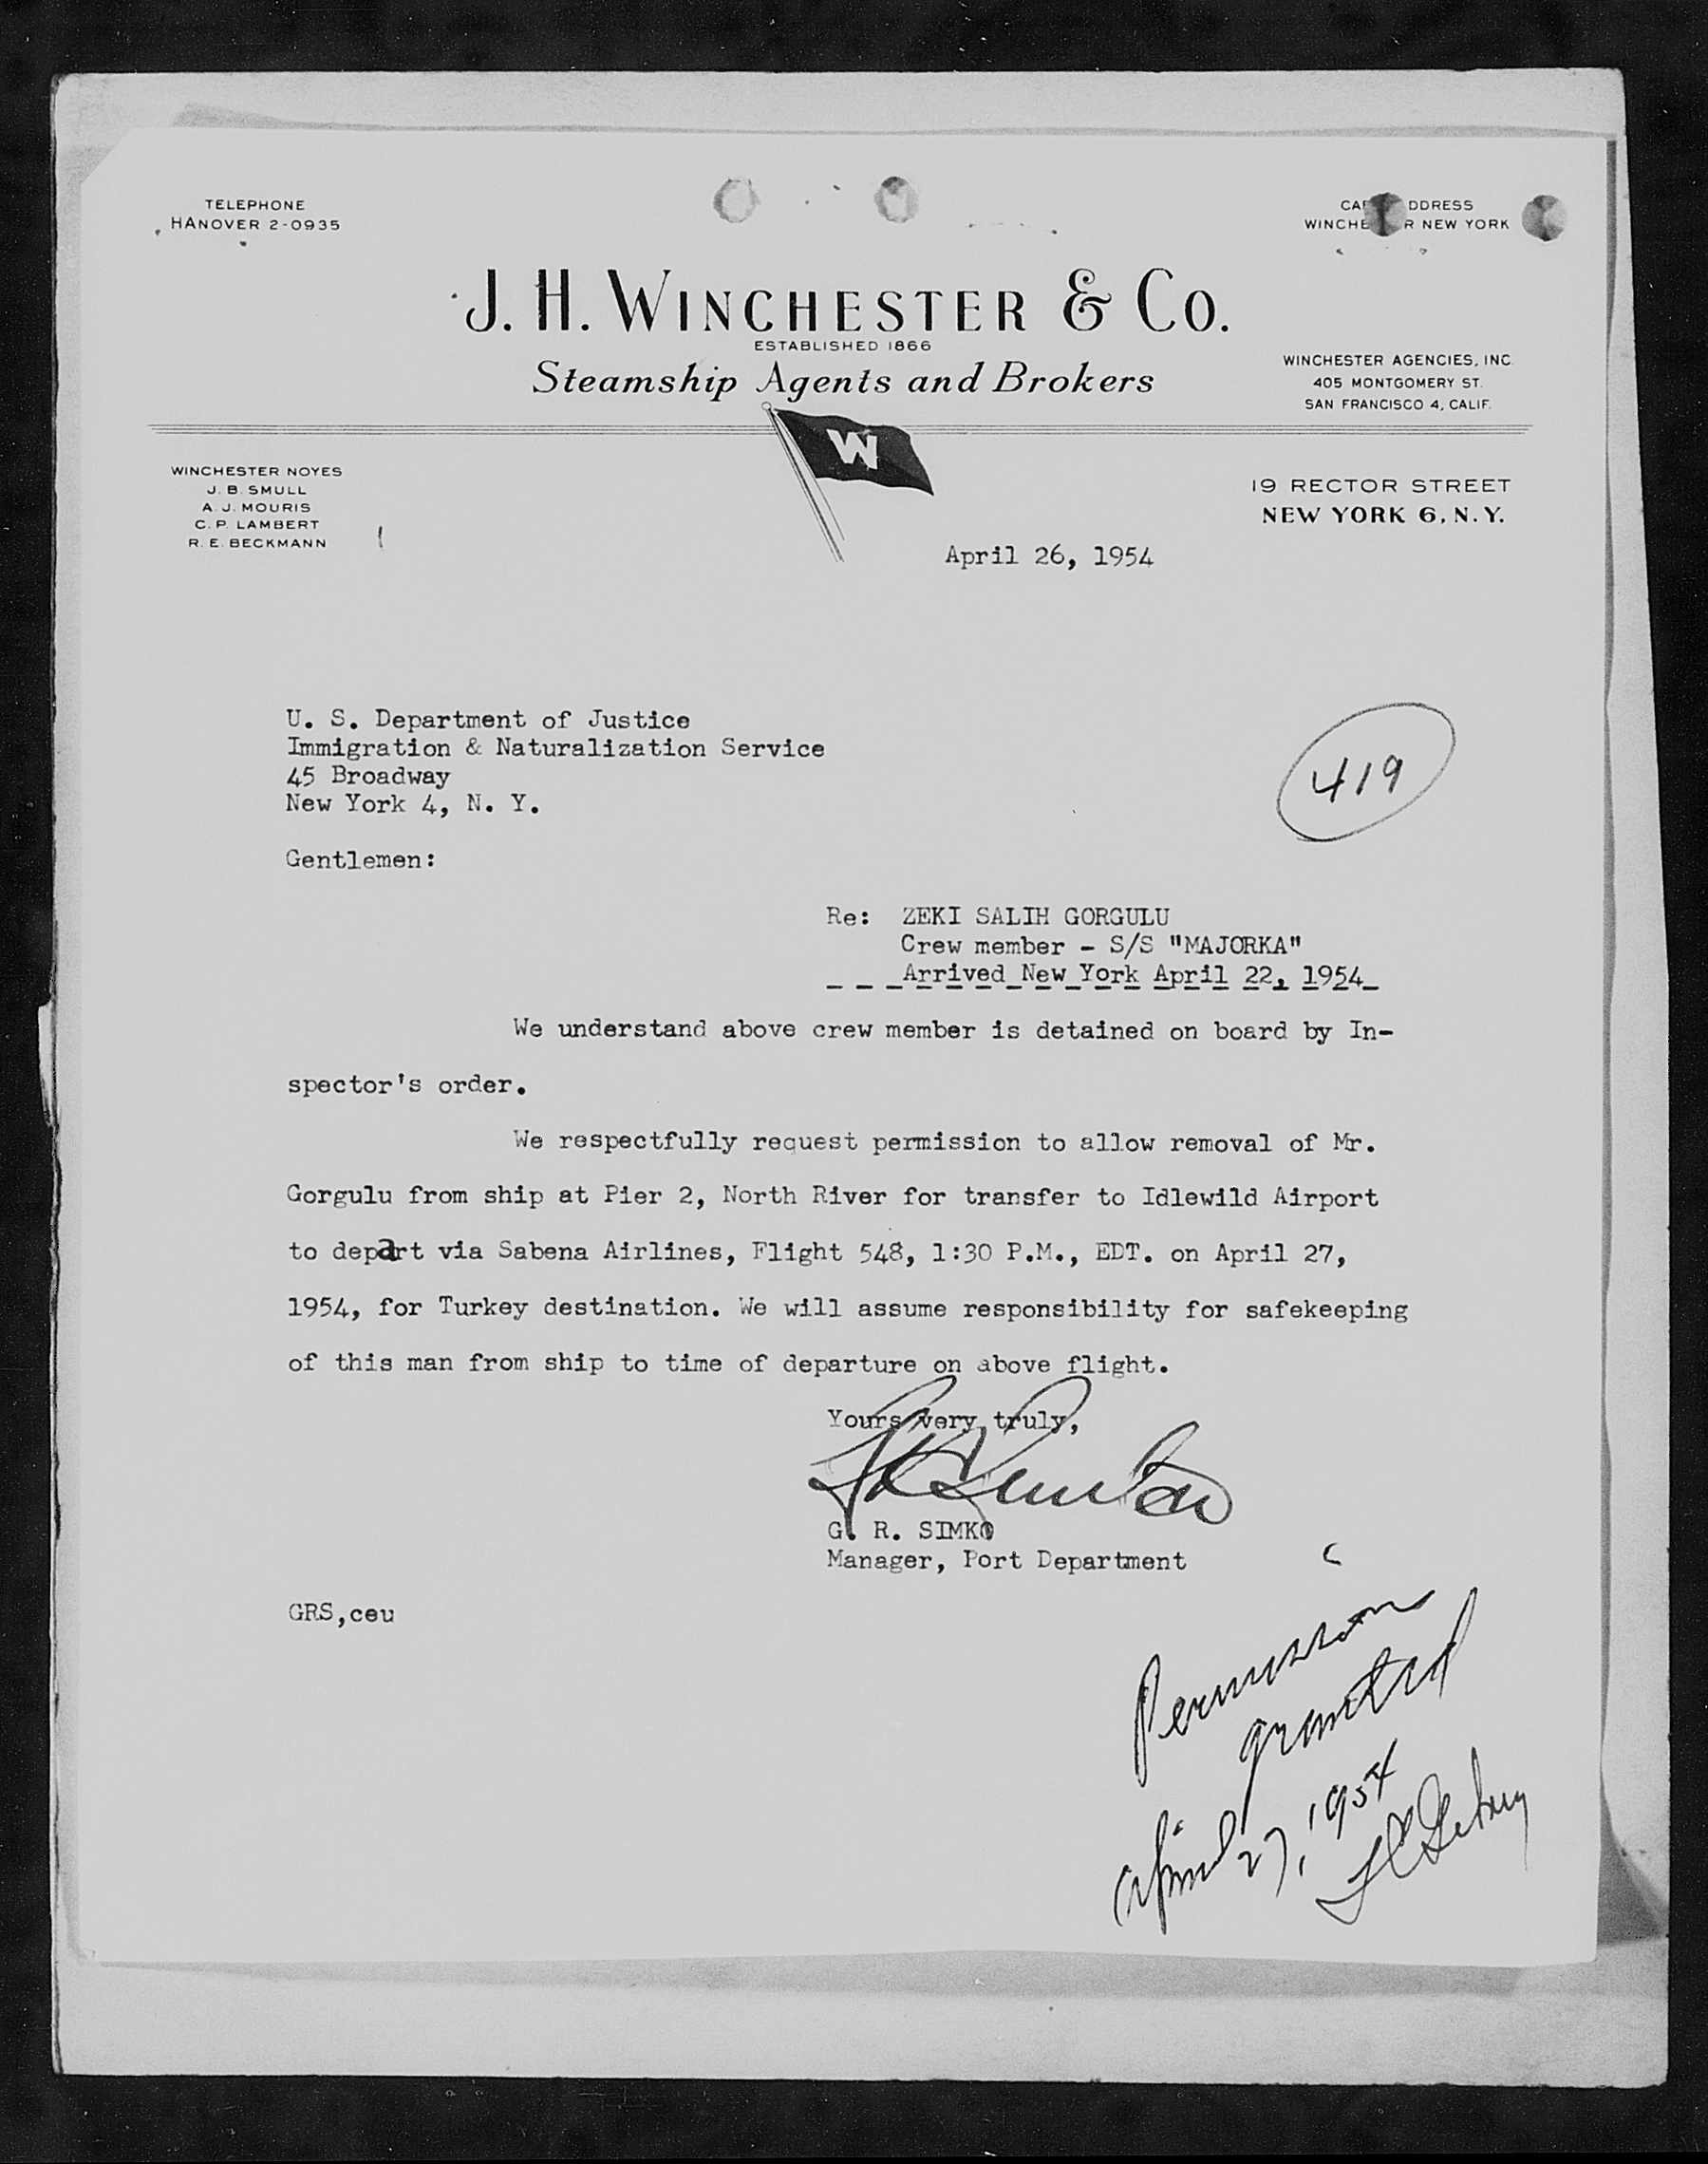 TELEPHONE
HANOVER 2-0935
DDRESS
NEW YORK
J. H. WINCHESTER & CO.
ESTABLISHED 1866
Steamship Agents and Brokers
WINCHESTER AGENCIES, INC.
405 MONTGOMERY ST.
SAN FRANCISCO 4, CALIF.
W
WINCHESTER NOYES
J. B. SMULL
A. J. MOURIS
C. P. LAMBERT
R. E. BECKMANN
19 RECTOR STREET
NEW YORK 6, N. Y.
April 26, 1954
U. S. Department of Justice
Immigration & Naturalization Service
45 Broadway
New York 4, N. Y.
419
Gentlemen:
Re: ZEKI SALIH GORGULU
Crew member - S/S "MAJORKA"
Arrived New York April 22, 1954
We understand above crew member is detained on board by In-
spector's order.
We respectfully request permission to allow removal of Mr.
Gorgulu from ship at Pier 2, North River for transfer to Idlewild Airport
to depart via Sabena Airlines, Flight 548, 1:30 P.M., EDT. on April 27,
1954, for Turkey destination. We will assume responsibility for safekeeping
of this man from ship to time of departure on above flight.
Yours very truly,
G. R. SIMKO
Manager, Port Department
GRS,ceu
Permission
granted
April 27, 1954